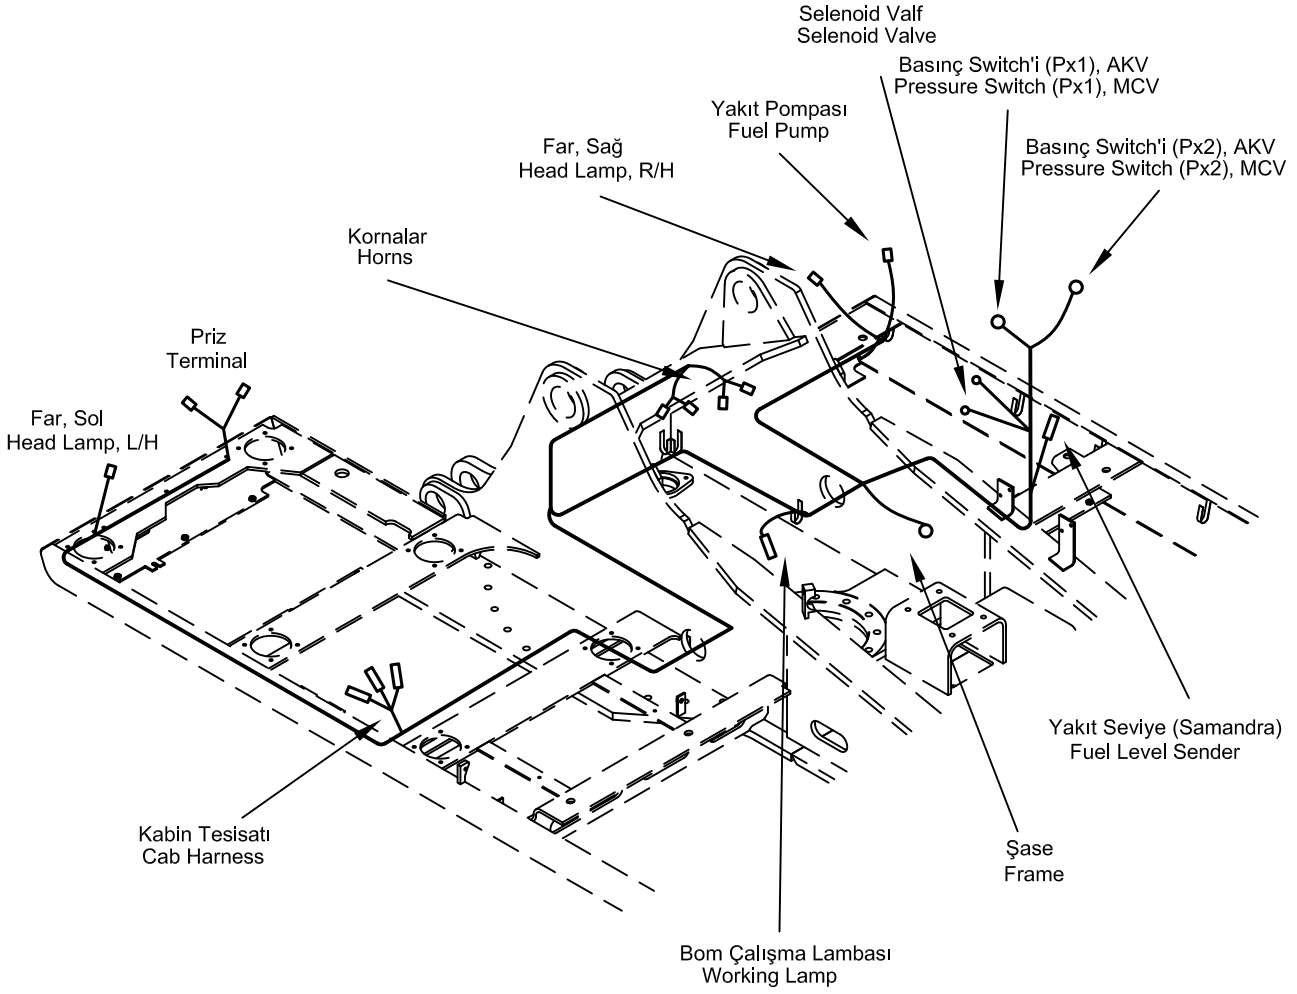 Selenoid Valf
Selenoid Valve
Basınç Switch'i (Px1), AKV
Pressure Switch (Px1), MCV
Yakıt Pompası
Fuel Pump
Basınç Switch'i (Px2), AKV
Pressure Switch (Px2), MCV
Far, Sağ
Head Lamp, R/H
Kornalar
Horns
Priz
Terminal
Far, Sol
Head Lamp, L/H
Yakıt Seviye (Samandra)
Fuel Level Sender
Kabin Tesisatı
Cab Harness
Şase
Frame
Bom Çalışma Lambası
Working Lamp